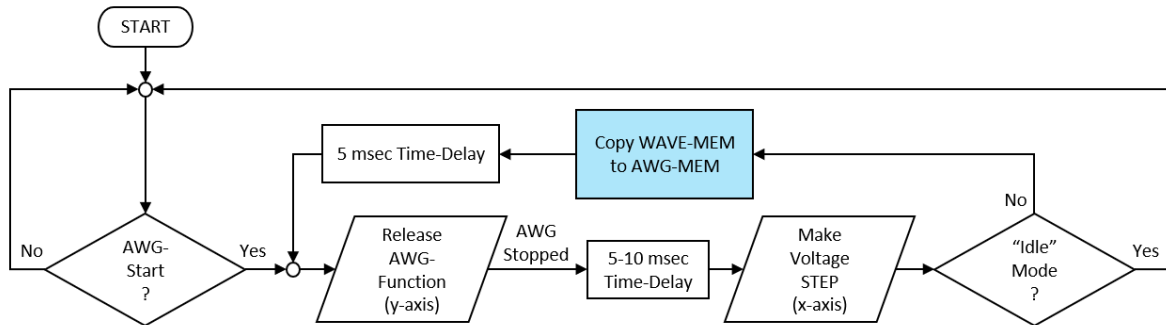 START
5 msec Time-Delay
Copy WAVE-MEM
to AWG-MEM
No
AWG-
Start
?
Yes
Release
AWG-
Function
(y-axis)
AWG
Stopped
5-10 msec
Time-Delay
Make
Voltage
STEP
(x-axis)
No
“Idle”
Mode
?
Yes